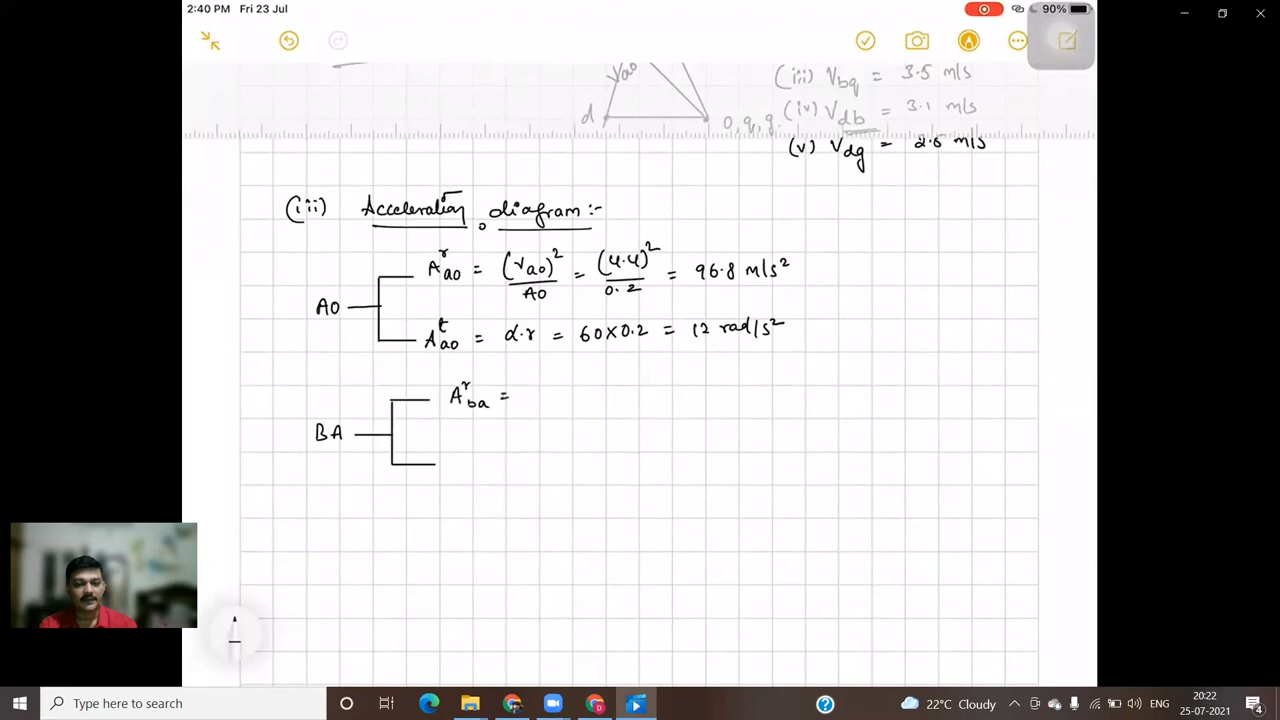 2:40 PM Fri 23 Jul
90%
Vao
d
O, q, g
(iii) Vbq = 3.5 m/s
(iv) Vdb = 3.1 m/s
(v) Vdg = 2.5 m/s
(iii) Acceleration diagram :-
AO
A^r_ao = (Vao)^2 / AO = (4.4)^2 / 0.2 = 96.8 m/s^2
A^t_ao = α.r = 60×0.2 = 12 rad/s^2
BA
A^r_ba =
Type here to search
22°C Cloudy
20:22
25-07-2021